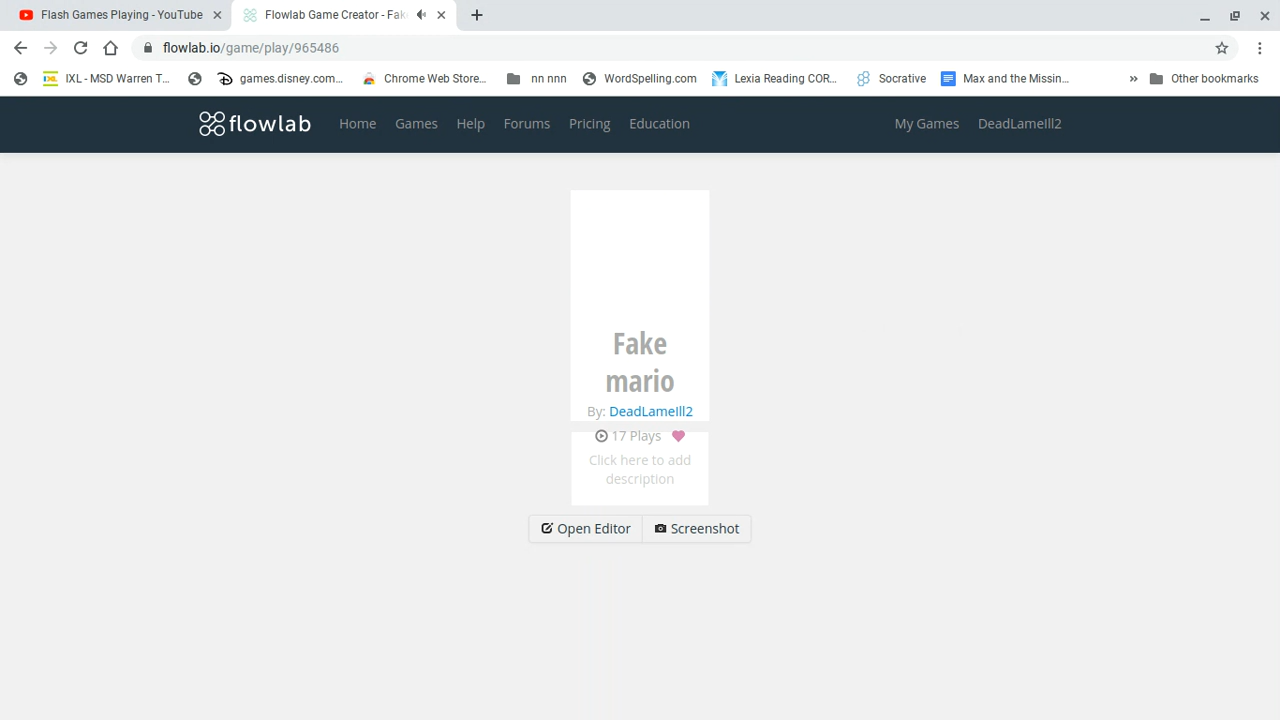 Flash Games Playing - YouTube
Flowlab Game Creator - Fak
flowlab.io/game/play/965486
IXL - MSD Warren T...
games.disney.com...
Chrome Web Store...
nn nnn
WordSpelling.com
Lexia Reading COR...
Socrative
Max and the Missin...
»
Other bookmarks
flowlab
Home
Games
Help
Forums
Pricing
Education
My Games
DeadLameIll2
Fake
mario
By: DeadLameIll2
17 Plays
Click here to add
description
Open Editor
Screenshot